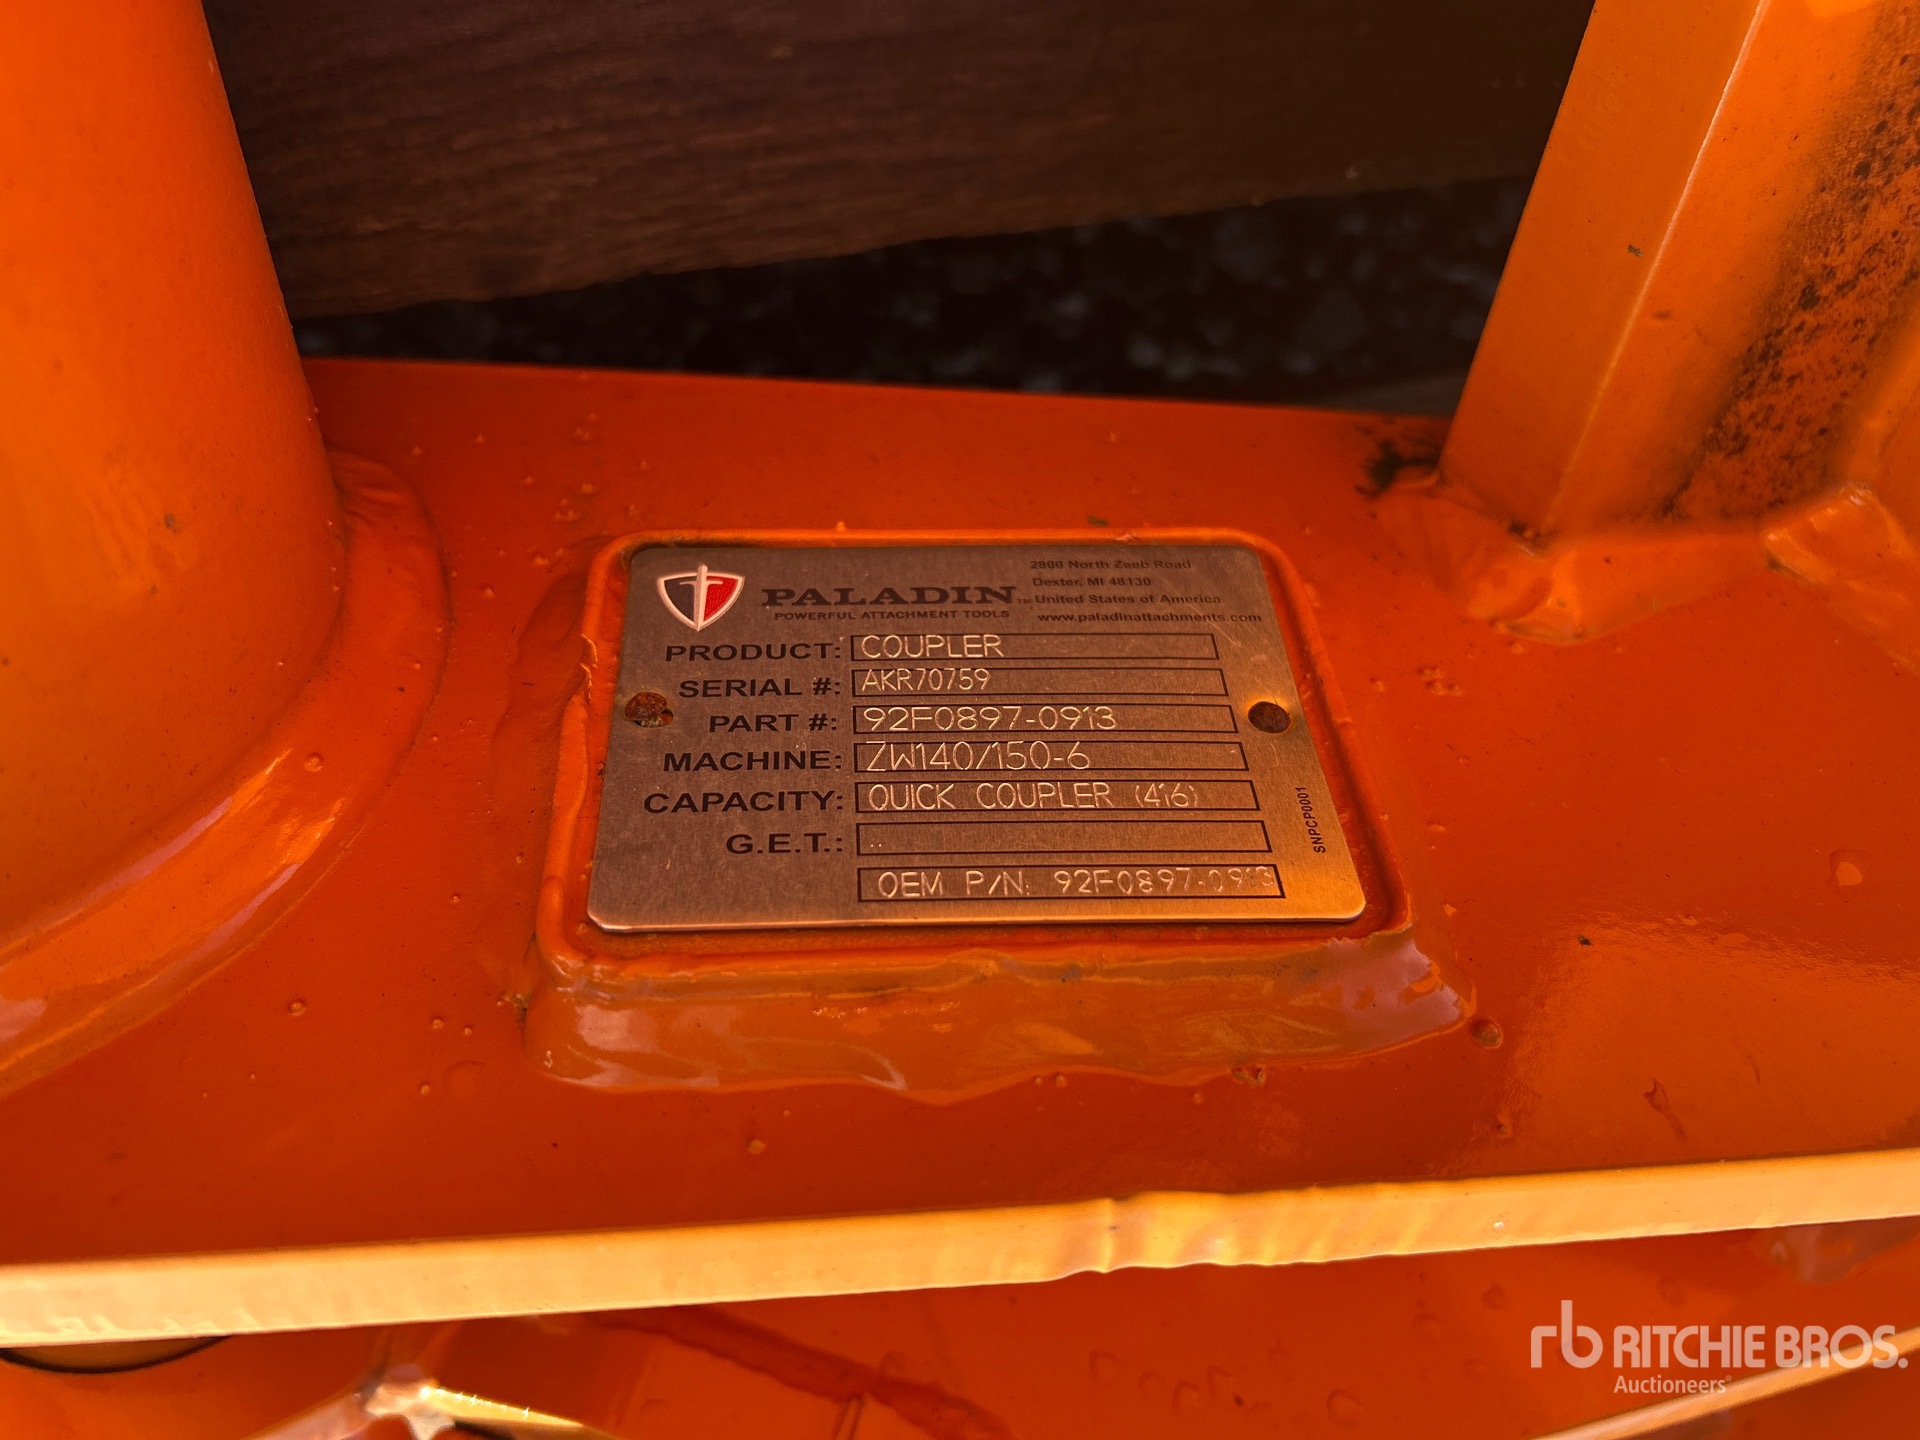 PALADIN™
POWERFUL ATTACHMENT TOOLS
2800 North Zeeb Road
Dexter, MI 48130
United States of America
www.paladinattachments.com
PRODUCT: COUPLER
SERIAL #: AKR70759
PART #: 92F0897-0913
MACHINE: ZW140/150-6
CAPACITY: QUICK COUPLER (416)
G.E.T.: ..
OEM P/N: 92F0897-0913
SNPCP0001
rb RITCHIE BROS.
Auctioneers